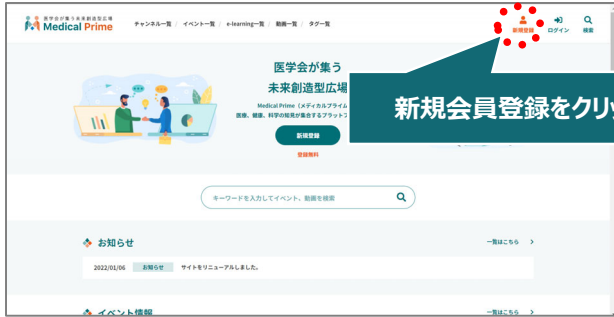 医学会が集う未来創造型広場
Medical Prime
チャンネル一覧 / イベント一覧 / e-learning一覧 / 動画一覧 / タグ一覧
新規登録 ログイン 検索
医学会が集う
未来創造型広場
Medical Prime（メディカルプライム
医療、健康、科学の知見が集合するプラットフ
新規会員登録をクリッ
新規登録
登録無料
キーワードを入力してイベント、動画を検索
お知らせ
一覧はこちら
2022/01/06 お知らせ サイトをリニューアルしました。
イベント情報
一覧はこちら